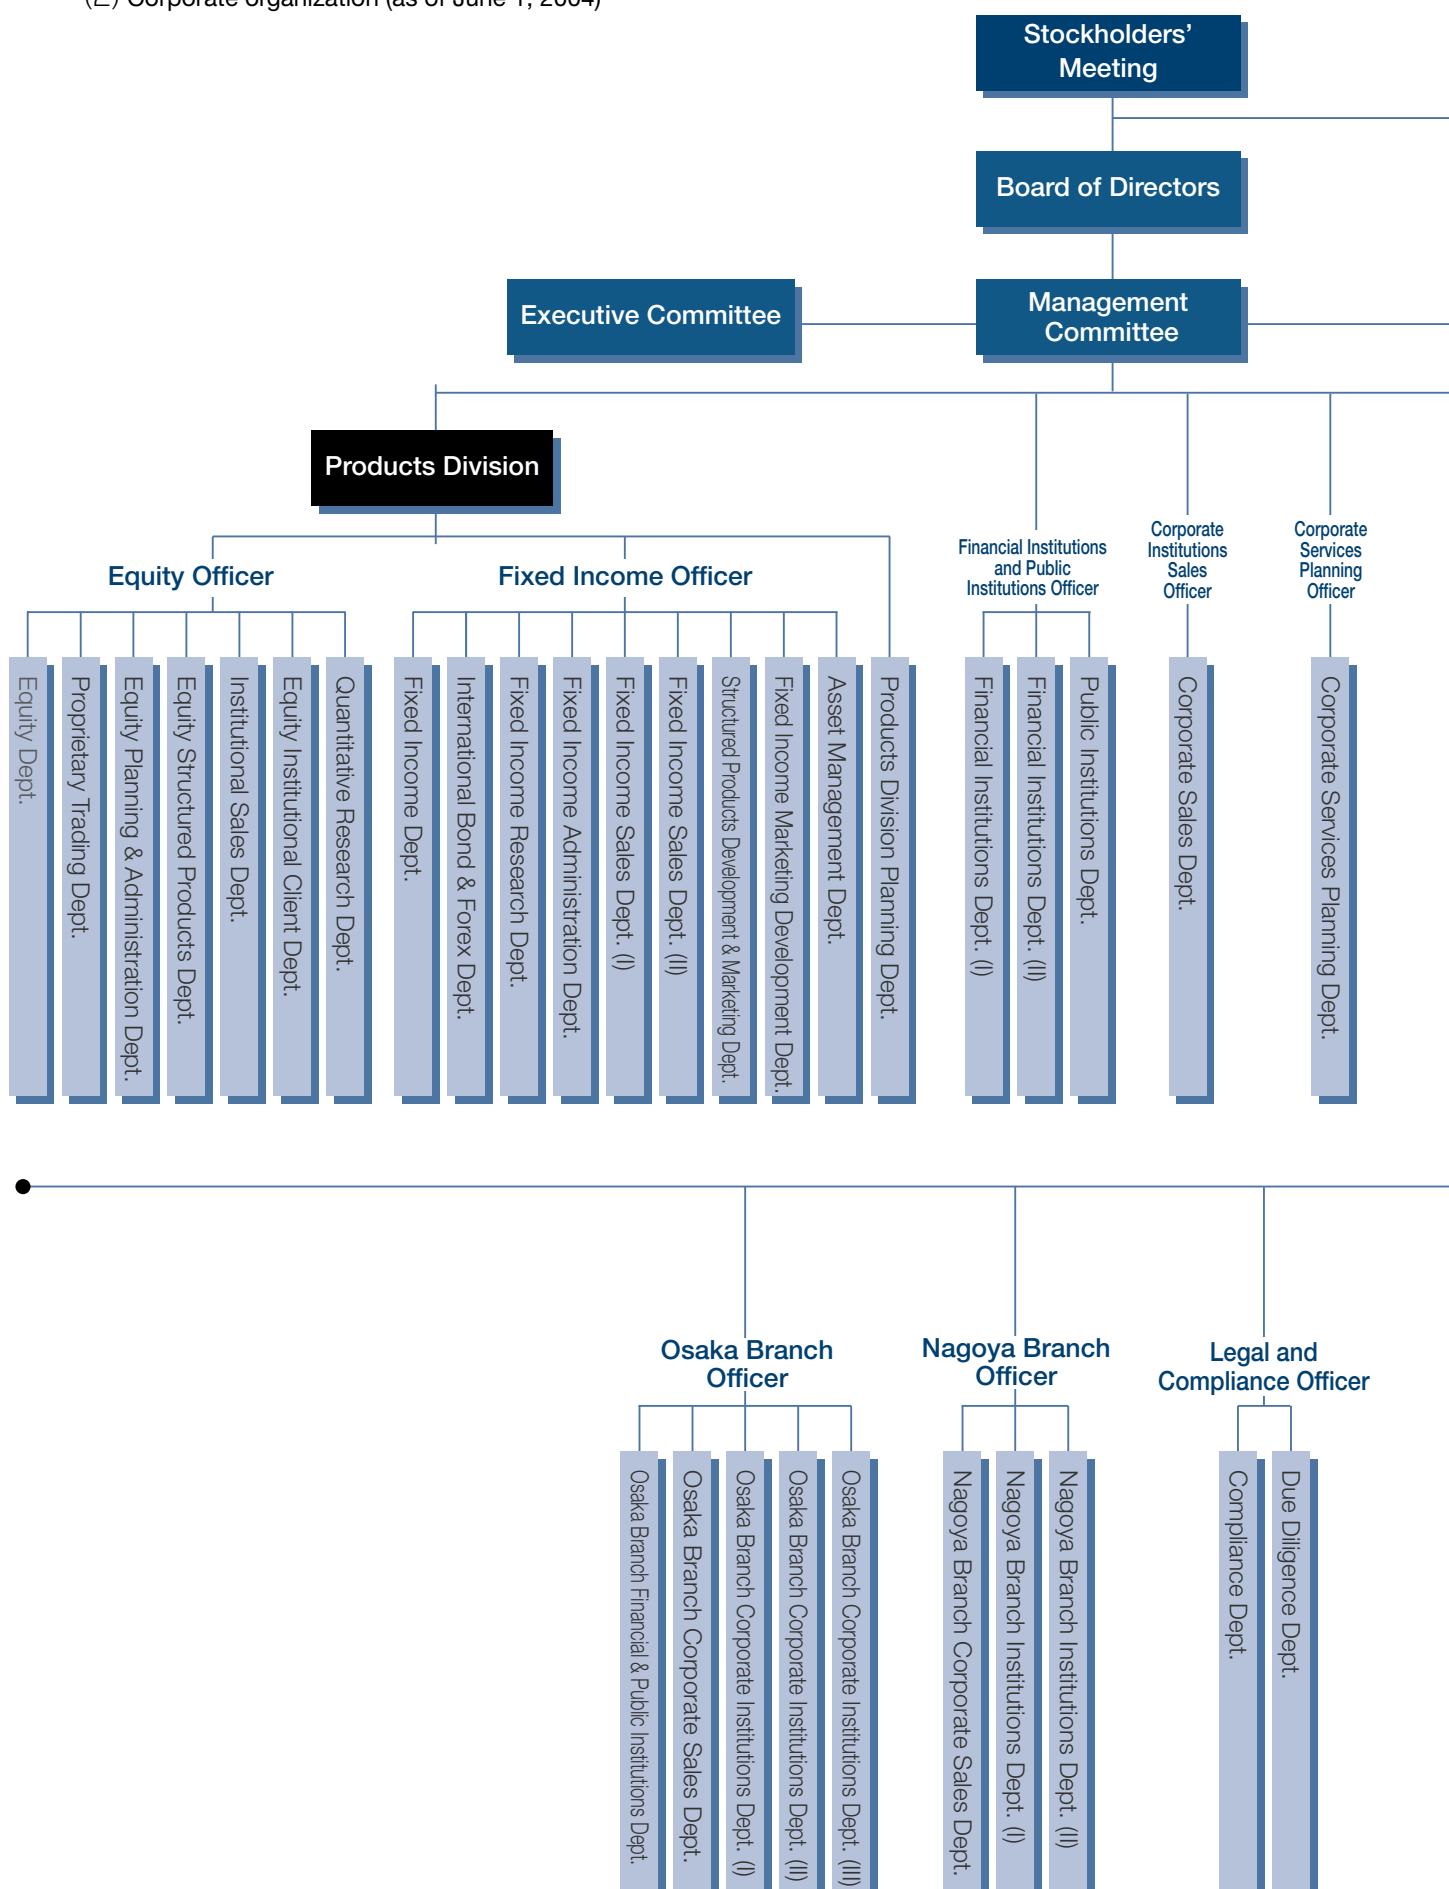 (2) Corporate organization (as of June 1, 2004)
Stockholders'
Meeting
Board of Directors
Executive Committee
Management
Committee
Products Division
Equity Officer
Fixed Income Officer
Financial Institutions
and Public
Institutions Officer
Corporate
Institutions
Sales
Officer
Corporate
Services
Planning
Officer
Equity Dept.
Proprietary Trading Dept.
Equity Planning & Administration Dept.
Equity Structured Products Dept.
Institutional Sales Dept.
Equity Institutional Client Dept.
Quantitative Research Dept.
Fixed Income Dept.
International Bond & Forex Dept.
Fixed Income Research Dept.
Fixed Income Administration Dept.
Fixed Income Sales Dept. (I)
Fixed Income Sales Dept. (II)
Structured Products Development & Marketing Dept.
Fixed Income Marketing Development Dept.
Asset Management Dept.
Products Division Planning Dept.
Financial Institutions Dept. (I)
Financial Institutions Dept. (II)
Public Institutions Dept.
Corporate Sales Dept.
Corporate Services Planning Dept.
Osaka Branch
Officer
Nagoya Branch
Officer
Legal and
Compliance Officer
Osaka Branch Financial & Public Institutions Dept.
Osaka Branch Corporate Sales Dept.
Osaka Branch Corporate Institutions Dept. (I)
Osaka Branch Corporate Institutions Dept. (II)
Osaka Branch Corporate Institutions Dept. (III)
Nagoya Branch Corporate Sales Dept.
Nagoya Branch Institutions Dept. (I)
Nagoya Branch Institutions Dept. (II)
Compliance Dept.
Due Diligence Dept.